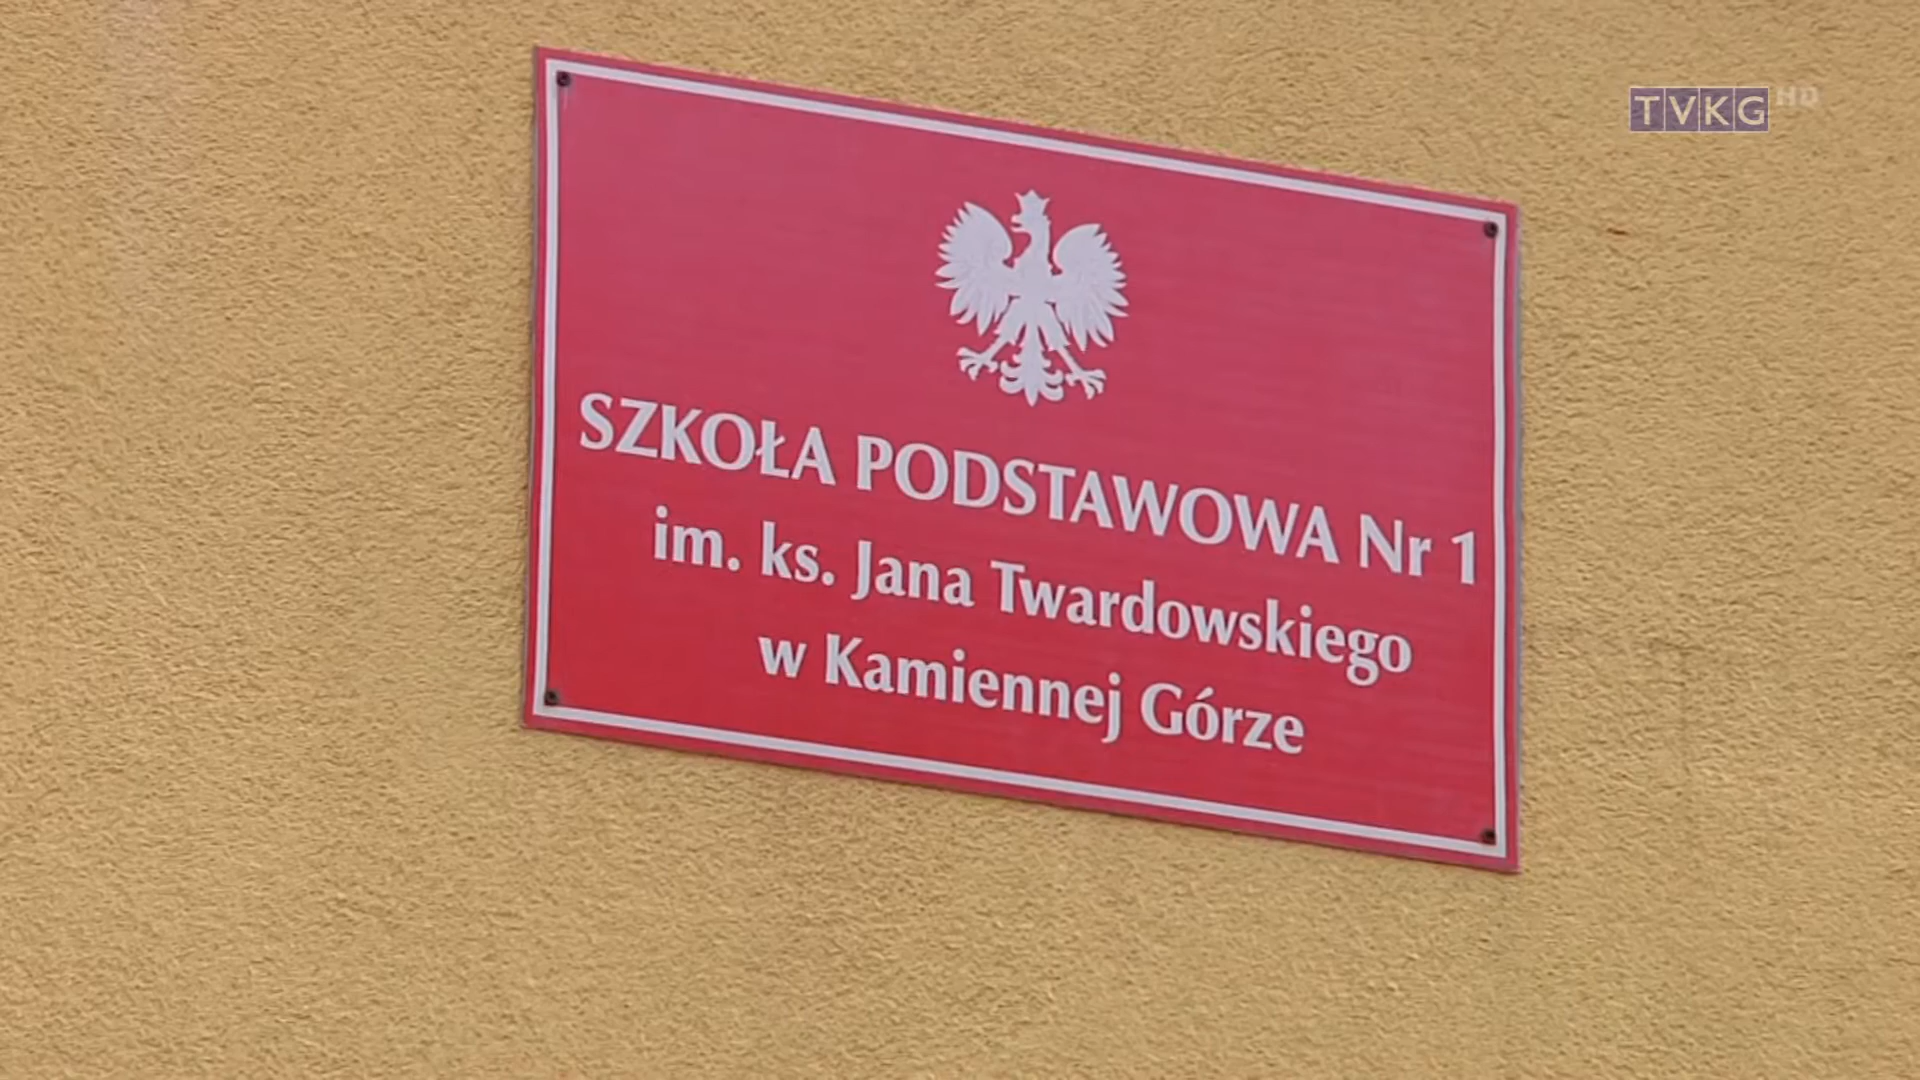 TVKG HD
SZKOŁA PODSTAWOWA Nr 1
im. ks. Jana Twardowskiego
w Kamiennej Górze